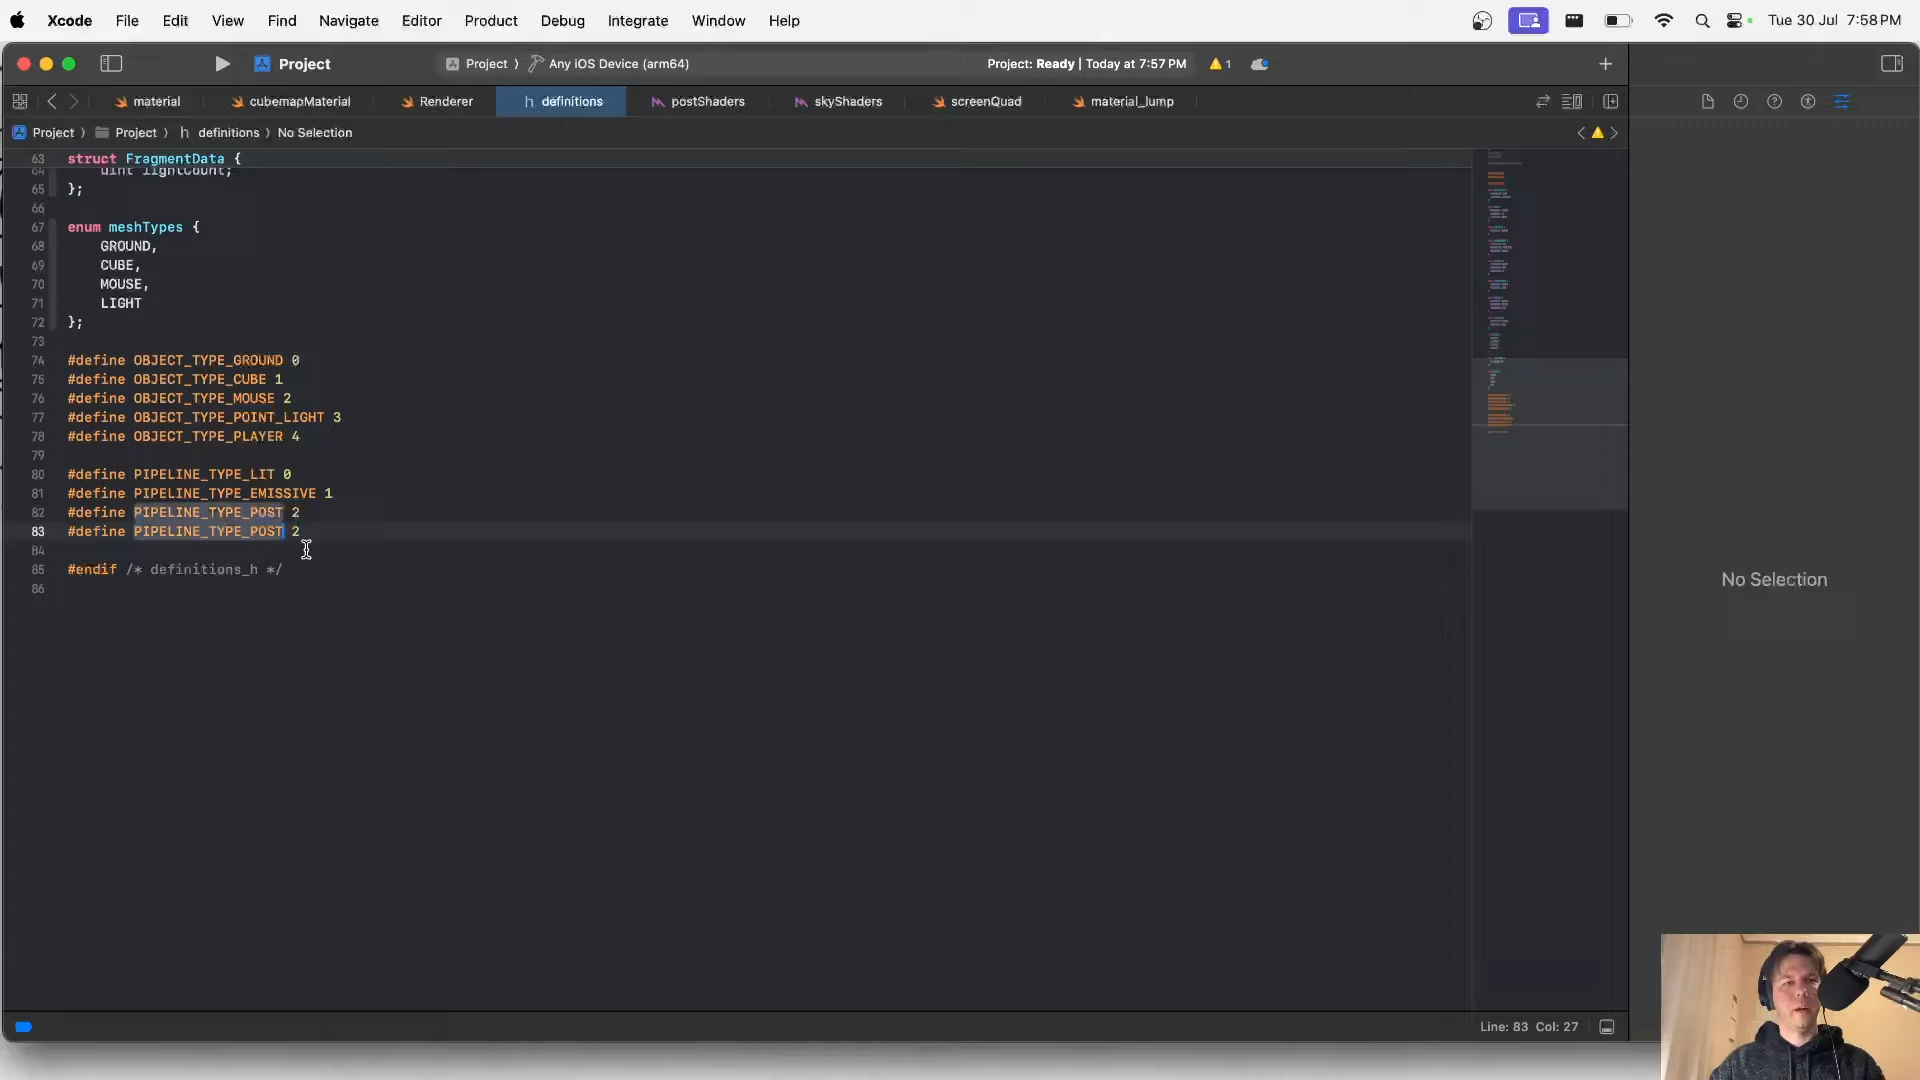 Xcode File Edit View Find Navigate Editor Product Debug Integrate Window Help Tue 30 Jul 7:58 PM
Project Project 〉 Any iOS Device (arm64) Project: Ready | Today at 7:57 PM 1
material cubemapMaterial Renderer h definitions postShaders skyShaders screenQuad material_lump
Project 〉 Project 〉 h definitions 〉 No Selection
63 struct FragmentData {
64 uint lightCount;
65 };
66
67 enum meshTypes {
68 GROUND,
69 CUBE,
70 MOUSE,
71 LIGHT
72 };
73
74 #define OBJECT_TYPE_GROUND 0
75 #define OBJECT_TYPE_CUBE 1
76 #define OBJECT_TYPE_MOUSE 2
77 #define OBJECT_TYPE_POINT_LIGHT 3
78 #define OBJECT_TYPE_PLAYER 4
79
80 #define PIPELINE_TYPE_LIT 0
81 #define PIPELINE_TYPE_EMISSIVE 1
82 #define PIPELINE_TYPE_POST 2
83 #define PIPELINE_TYPE_POST 2
84
85 #endif /* definitions_h */
86
No Selection
Line: 83 Col: 27